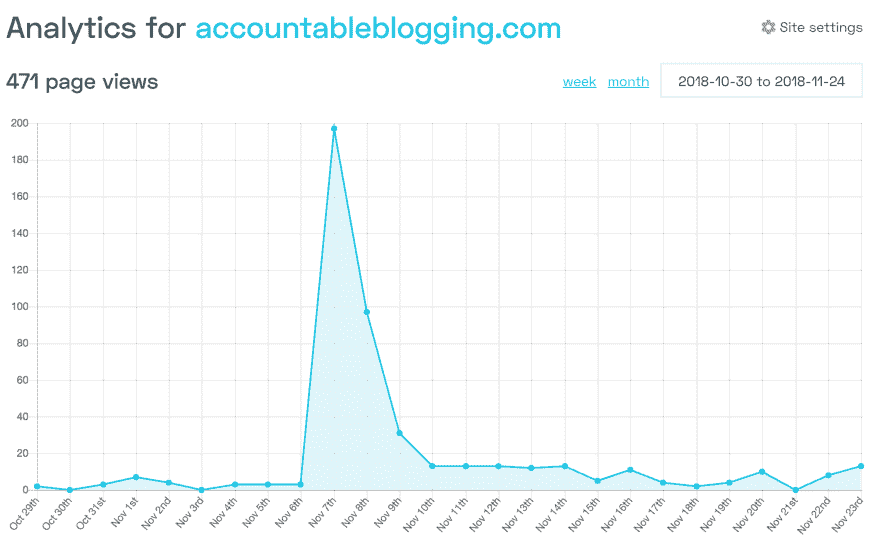 Analytics for accountableblogging.com
Site settings
471 page views
week month 2018-10-30 to 2018-11-24
200
180
160
140
120
100
80
60
40
20
0
Oct 29th
Oct 30th
Oct 31st
Nov 1st
Nov 2nd
Nov 3rd
Nov 4th
Nov 5th
Nov 6th
Nov 7th
Nov 8th
Nov 9th
Nov 10th
Nov 11th
Nov 12th
Nov 13th
Nov 14th
Nov 15th
Nov 16th
Nov 17th
Nov 18th
Nov 19th
Nov 20th
Nov 21st
Nov 22nd
Nov 23rd